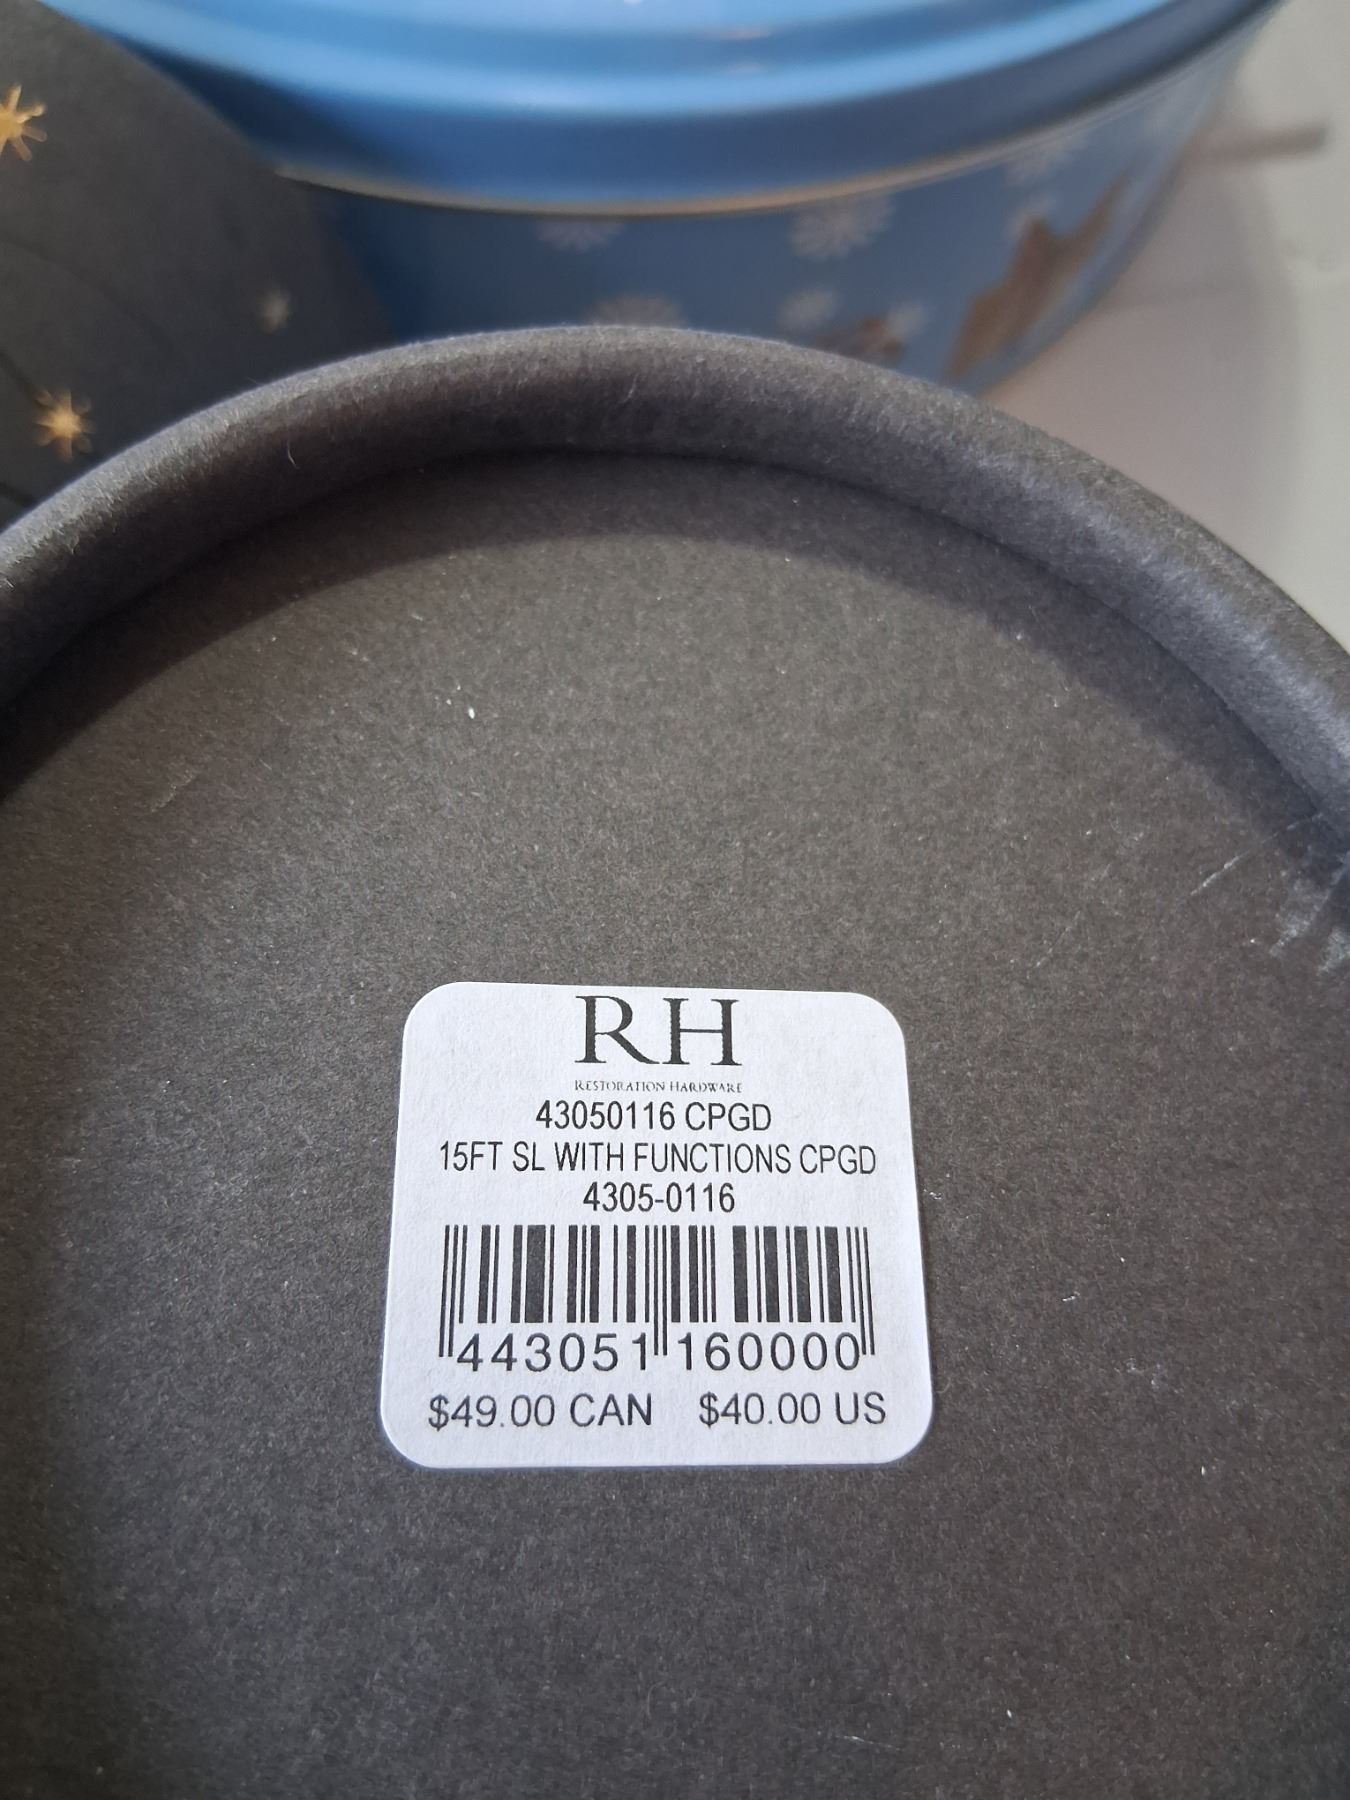 RH
RESTORATION HARDWARE
43050116 CPGD
15FT SL WITH FUNCTIONS CPGD
4305-0116
443051 160000
$49.00 CAN $40.00 US